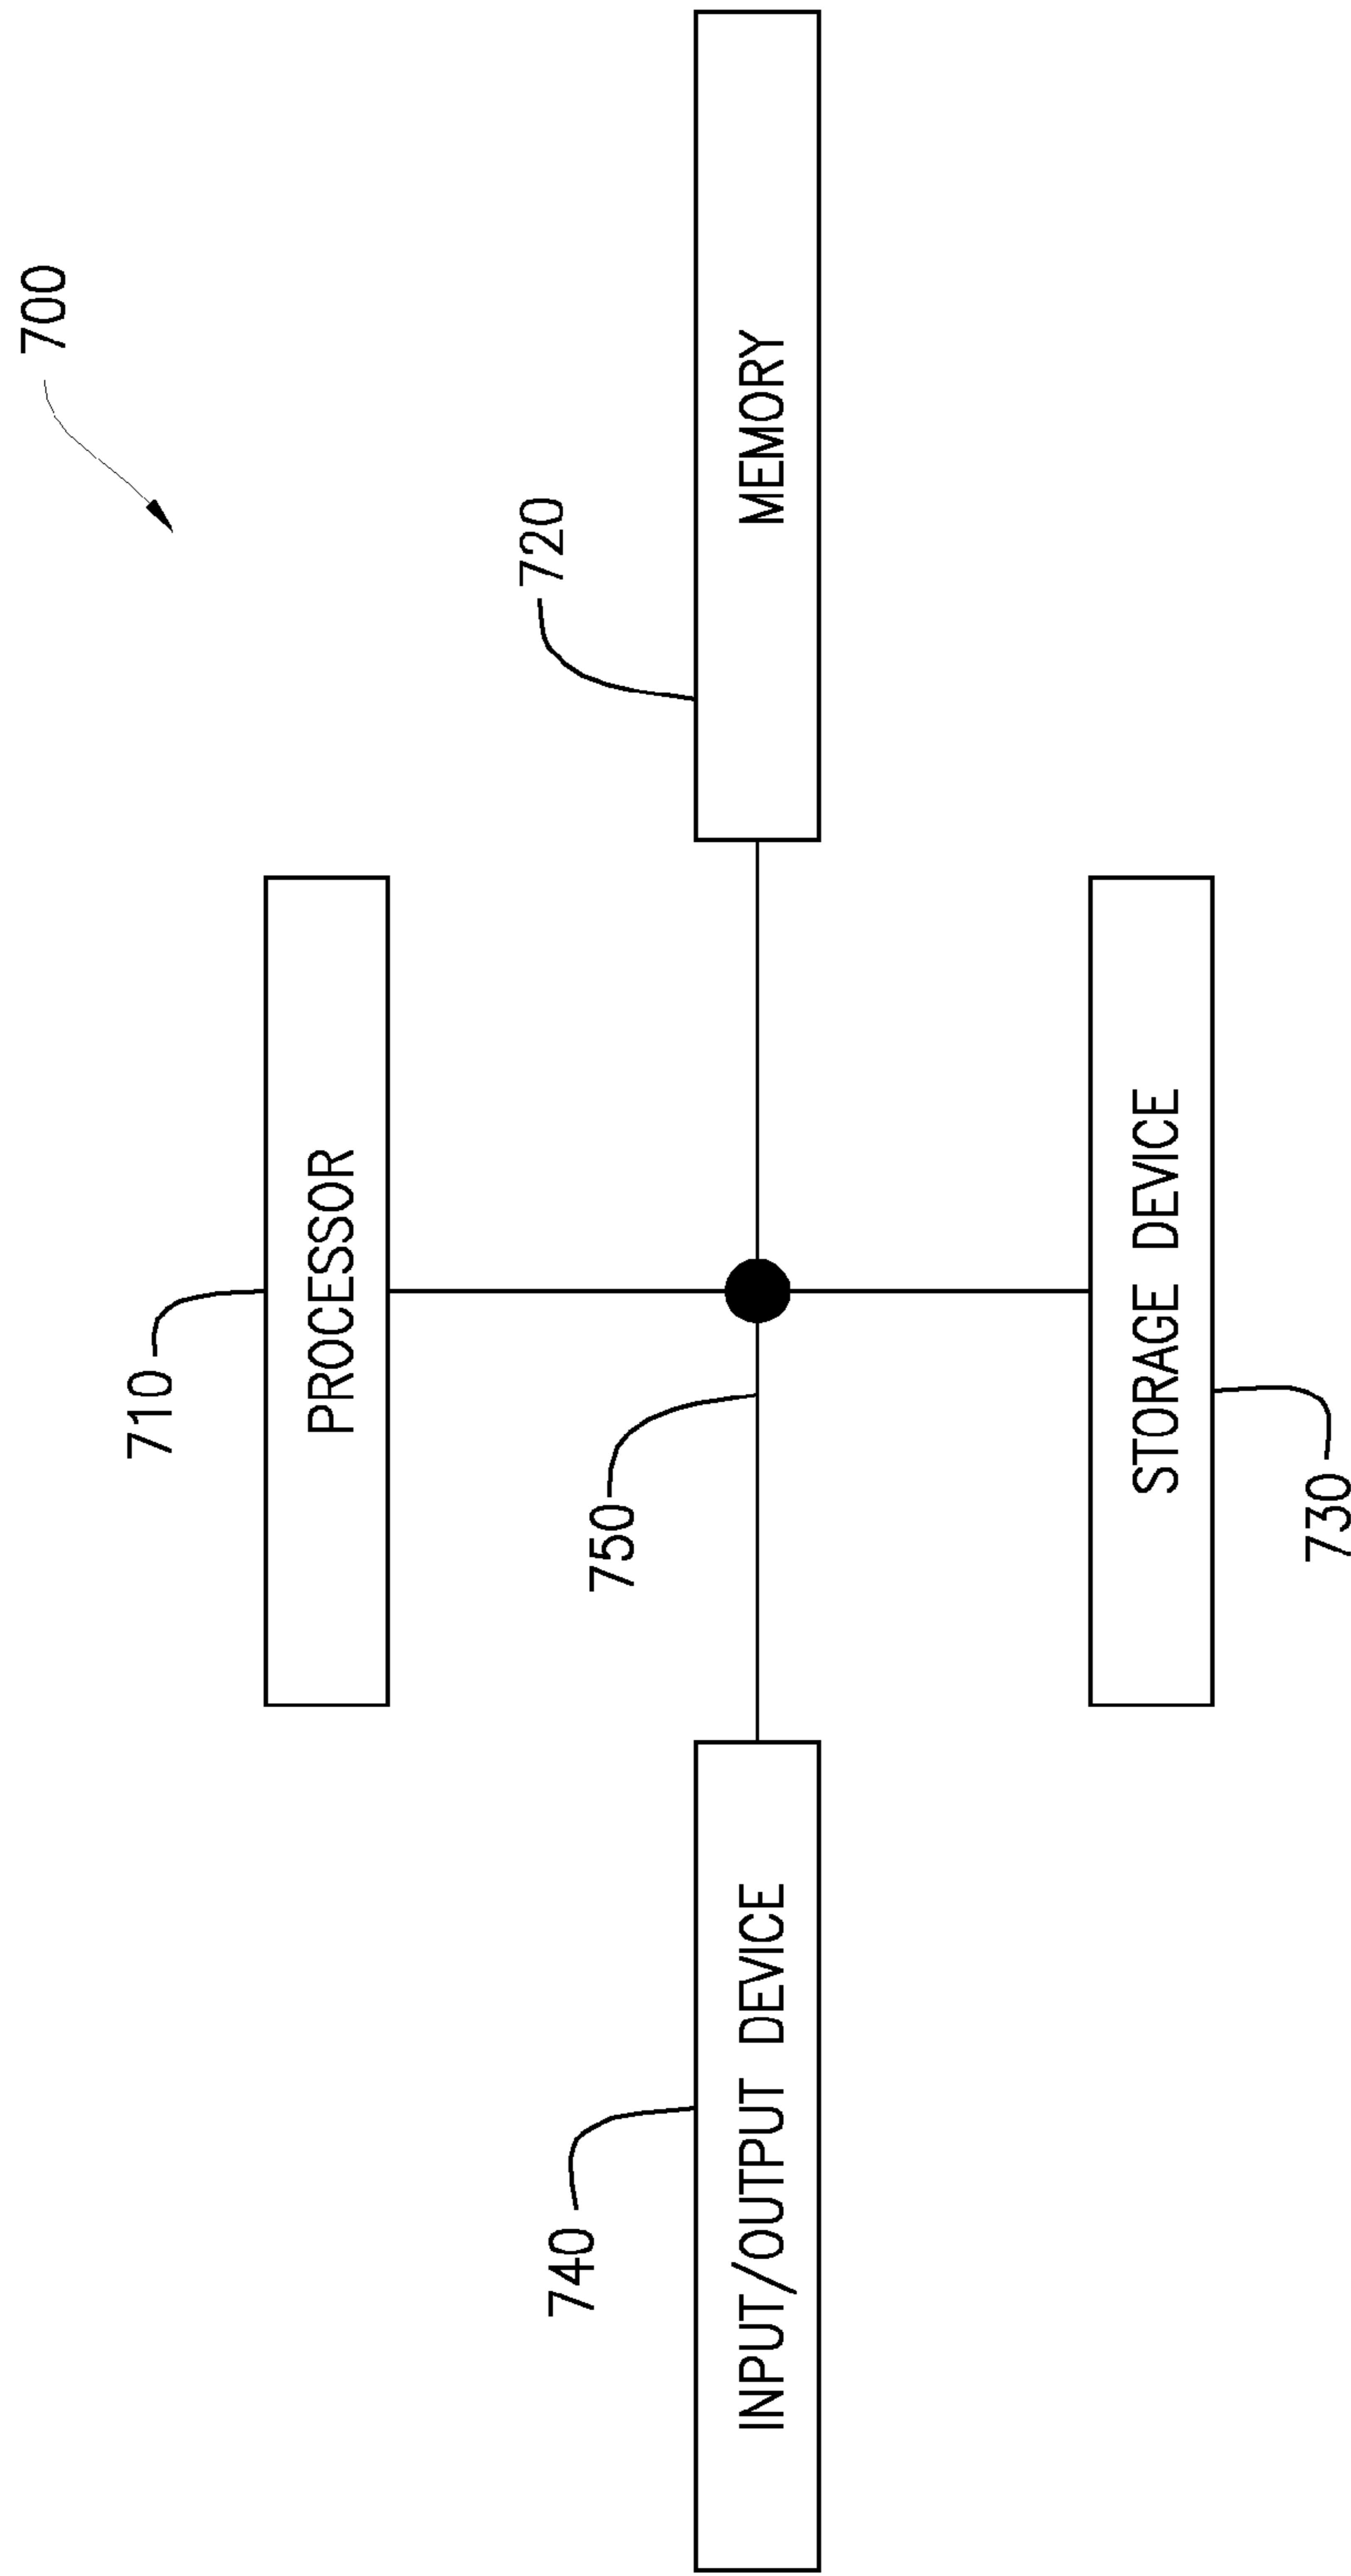 700
710
PROCESSOR
720
750
740
INPUT/OUTPUT DEVICE
MEMORY
STORAGE DEVICE
730